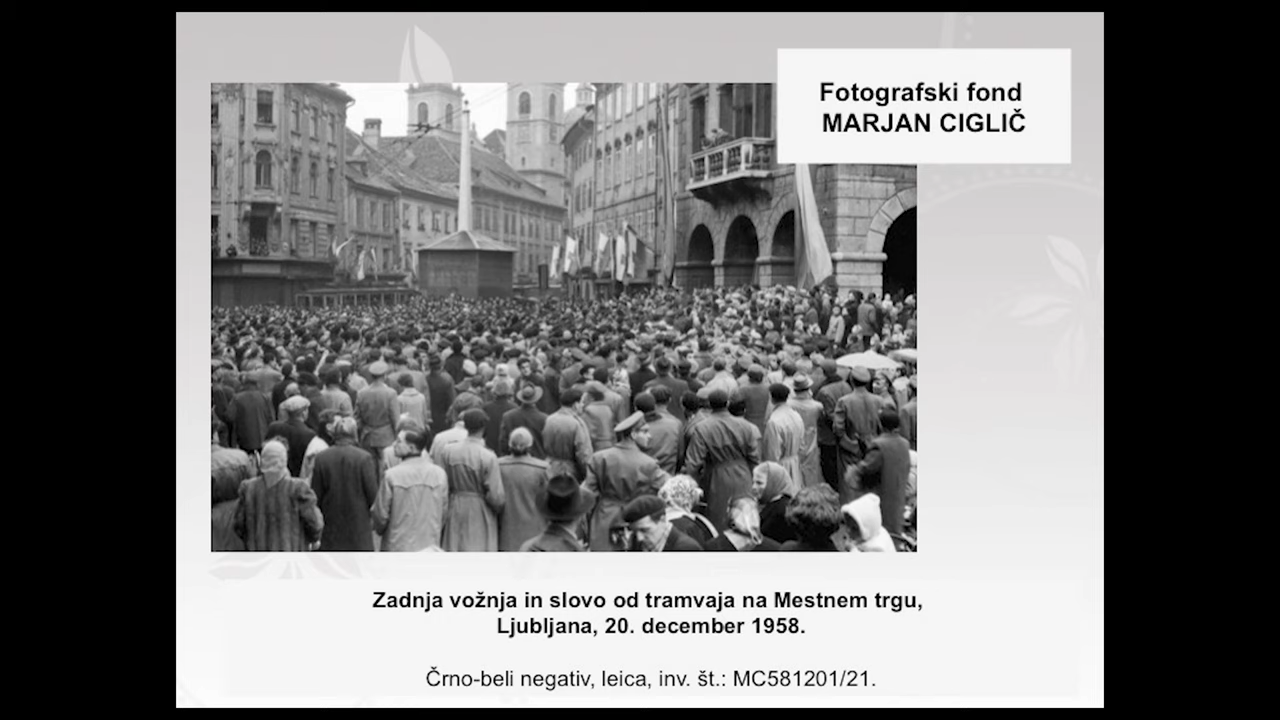 Fotografski fond
MARJAN CIGLIČ
Zadnja vožnja in slovo od tramvaja na Mestnem trgu,
Ljubljana, 20. december 1958.
Črno-beli negativ, leica, inv. št.: MC581201/21.